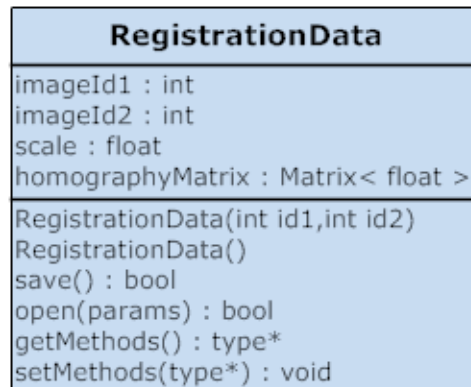 RegistrationData
imageId1 : int
imageId2 : int
scale : float
homographyMatrix : Matrix< float >
RegistrationData(int id1,int id2)
RegistrationData()
save() : bool
open(params) : bool
getMethods() : type*
setMethods(type*) : void